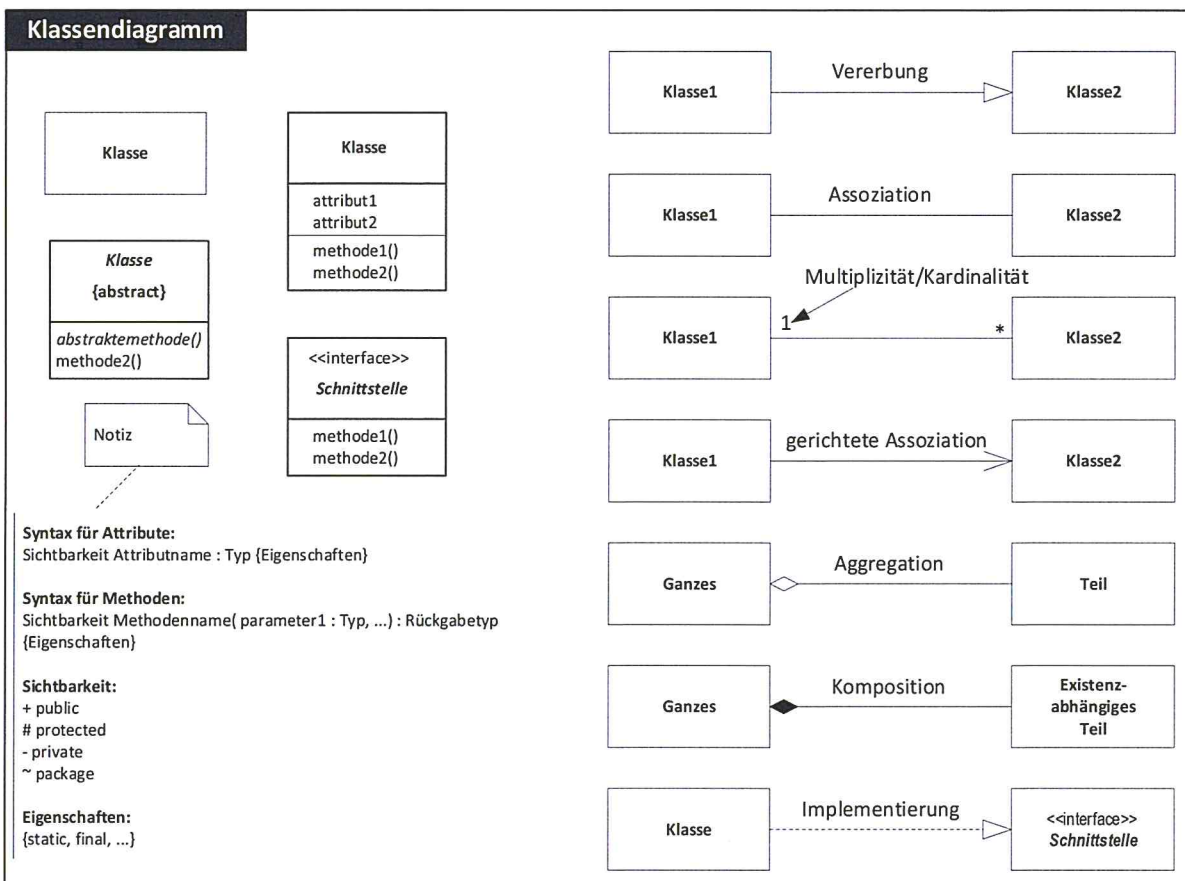 Klassendiagramm
Klasse
Klasse
attribut1
attribut2
methode1()
methode2()
Klasse
{abstract}
abstraktemethode()
methode2()
<<interface>>
Schnittstelle
methode1()
methode2()
Notiz
Syntax für Attribute:
Sichtbarkeit Attributname : Typ {Eigenschaften}
Syntax für Methoden:
Sichtbarkeit Methodenname( parameter1 : Typ, ...) : Rückgabetyp
{Eigenschaften}
Sichtbarkeit:
+ public
# protected
- private
~ package
Eigenschaften:
{static, final, ...}
Klasse1
Vererbung
Klasse2
Klasse1
Assoziation
Klasse2
Multiplizität/Kardinalität
Klasse1
1
*
Klasse2
Klasse1
gerichtete Assoziation
Klasse2
Ganzes
Aggregation
Teil
Ganzes
Komposition
Existenz-
abhängiges
Teil
Klasse
Implementierung
<<interface>>
Schnittstelle